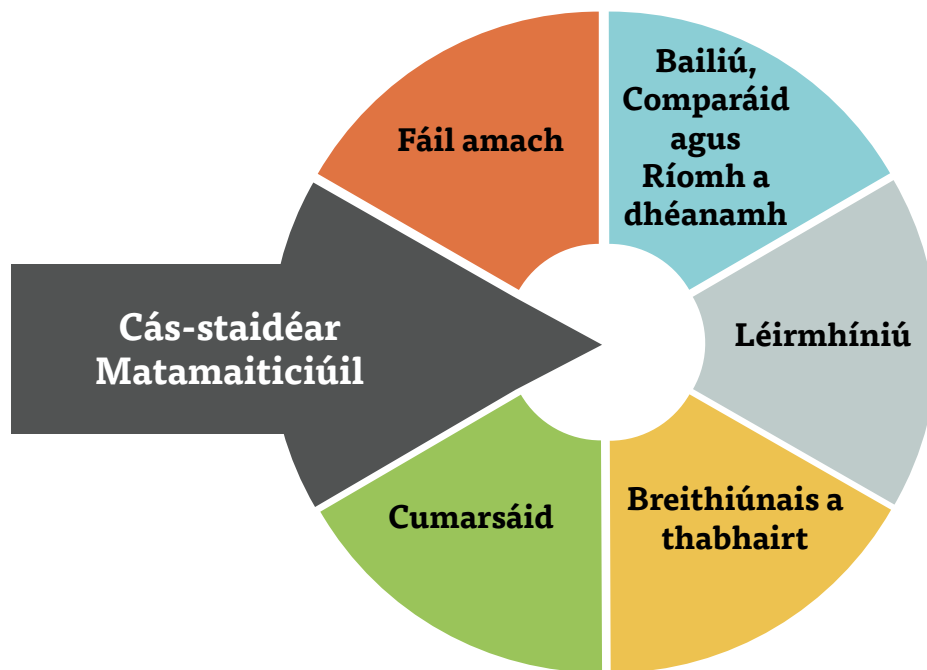 Fáil amach
Bailiú,
Comparáid
agus
Ríomh a
dhéanamh
Léirmhíniú
Breithiúnais a
thabhairt
Cumarsáid
Cás-staidéar
Matamaiticiúil